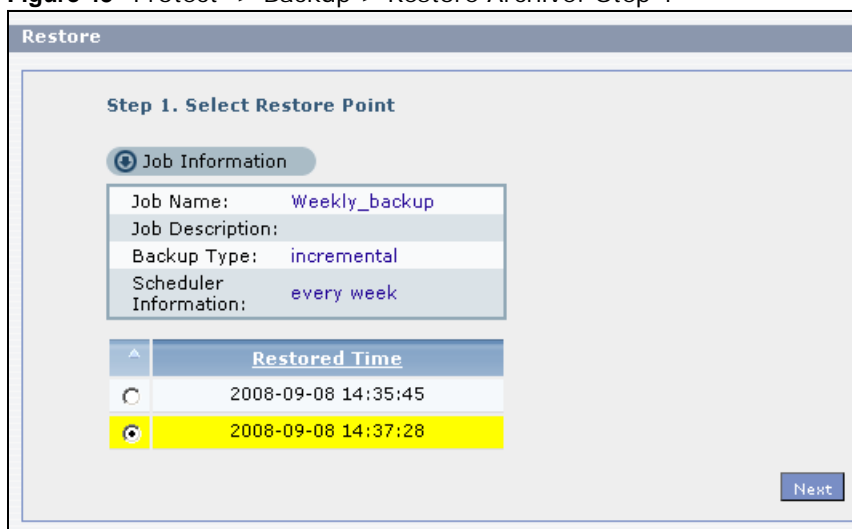 Restore
Step 1. Select Restore Point
Job Information
Job Name: Weekly_backup
Job Description:
Backup Type: incremental
Scheduler
Information: every week
Restored Time
2008-09-08 14:35:45
2008-09-08 14:37:28
Next